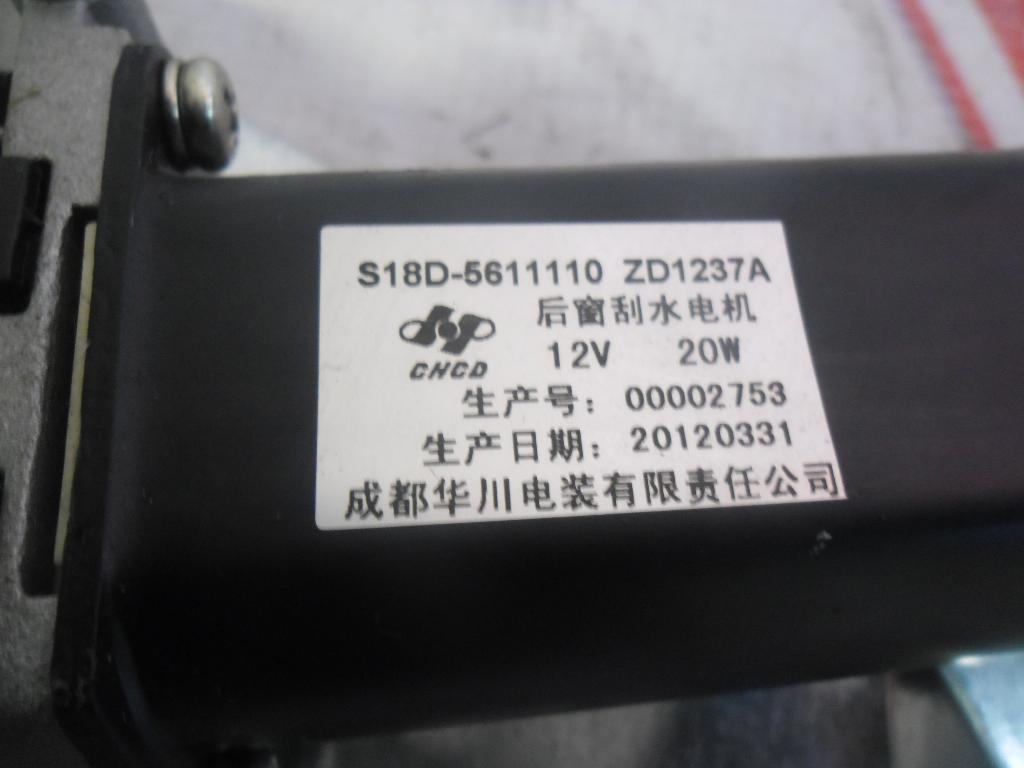 S18D-5611110 ZD1237A
后窗刮水电机
CHCD 12V 20W
生产号: 00002753
生产日期: 20120331
成都华川电装有限责任公司